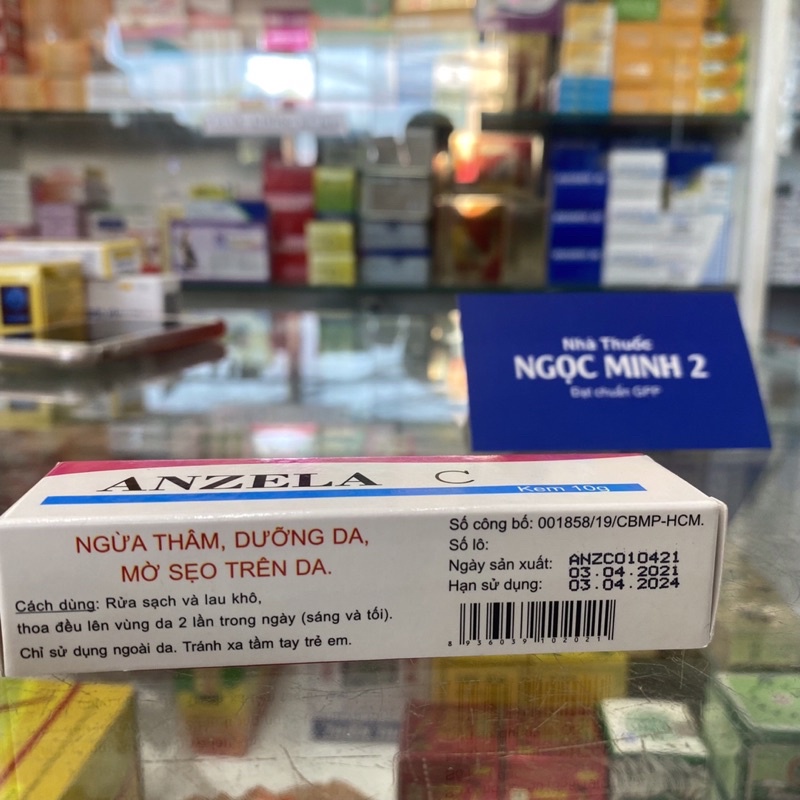 Nhà Thuốc
NGỌC MINH 2
Đạt chuẩn GPP
ANZELA C
Kem 10g
NGỪA THÂM, DƯỠNG DA,
MỜ SẸO TRÊN DA.
Cách dùng: Rửa sạch và lau khô,
thoa đều lên vùng da 2 lần trong ngày (sáng và tối).
Chỉ sử dụng ngoài da. Tránh xa tầm tay trẻ em.
Số công bố: 001858/19/CBMP-HCM.
Số lô: ANZC010421
Ngày sản xuất: 03.04.2021
Hạn sử dụng: 03.04.2024
8 936039 102021